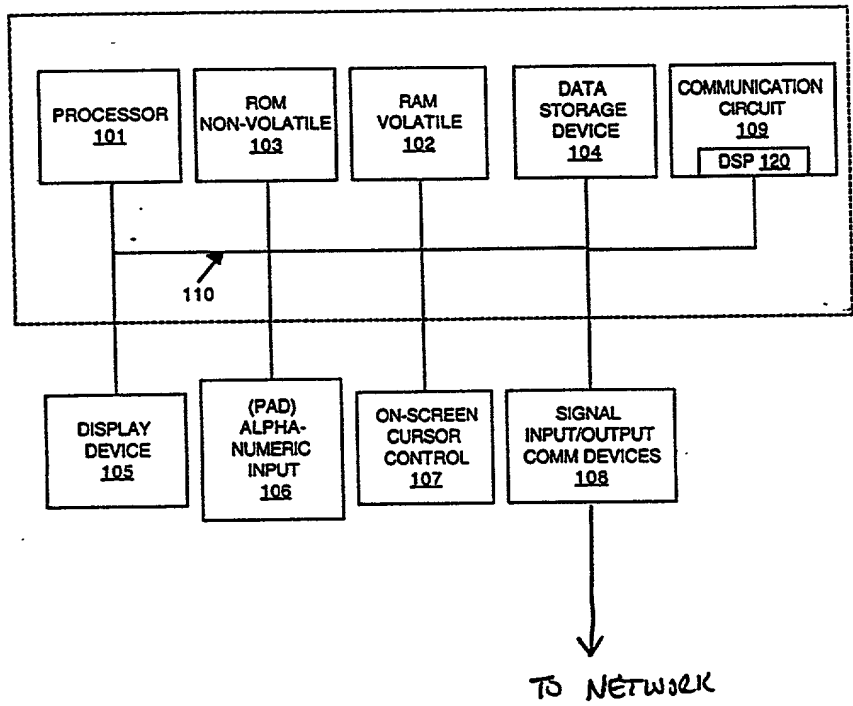 PROCESSOR
101
ROM
NON-VOLATILE
103
RAM
VOLATILE
102
DATA
STORAGE
DEVICE
104
COMMUNICATION
CIRCUIT
109
DSP 120
110
DISPLAY
DEVICE
105
(PAD)
ALPHA-
NUMERIC
INPUT
106
ON-SCREEN
CURSOR
CONTROL
107
SIGNAL
INPUT/OUTPUT
COMM DEVICES
108
TO NETWORK